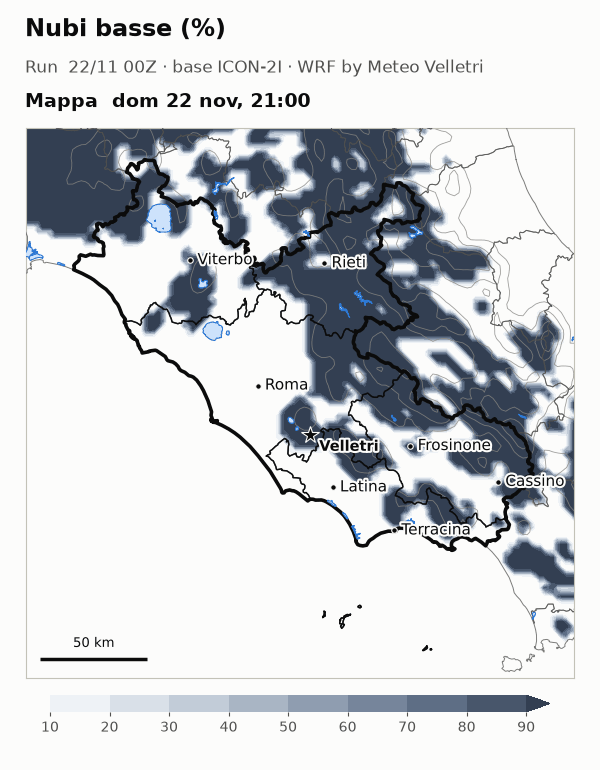 Nubi basse (%)
Run 22/11 00Z · base ICON-2I · WRF by Meteo Velletri
Mappa dom 22 nov, 21:00
Viterbo
Rieti
Roma
Velletri
Frosinone
Latina
Cassino
Terracina
50 km
10 20 30 40 50 60 70 80 90